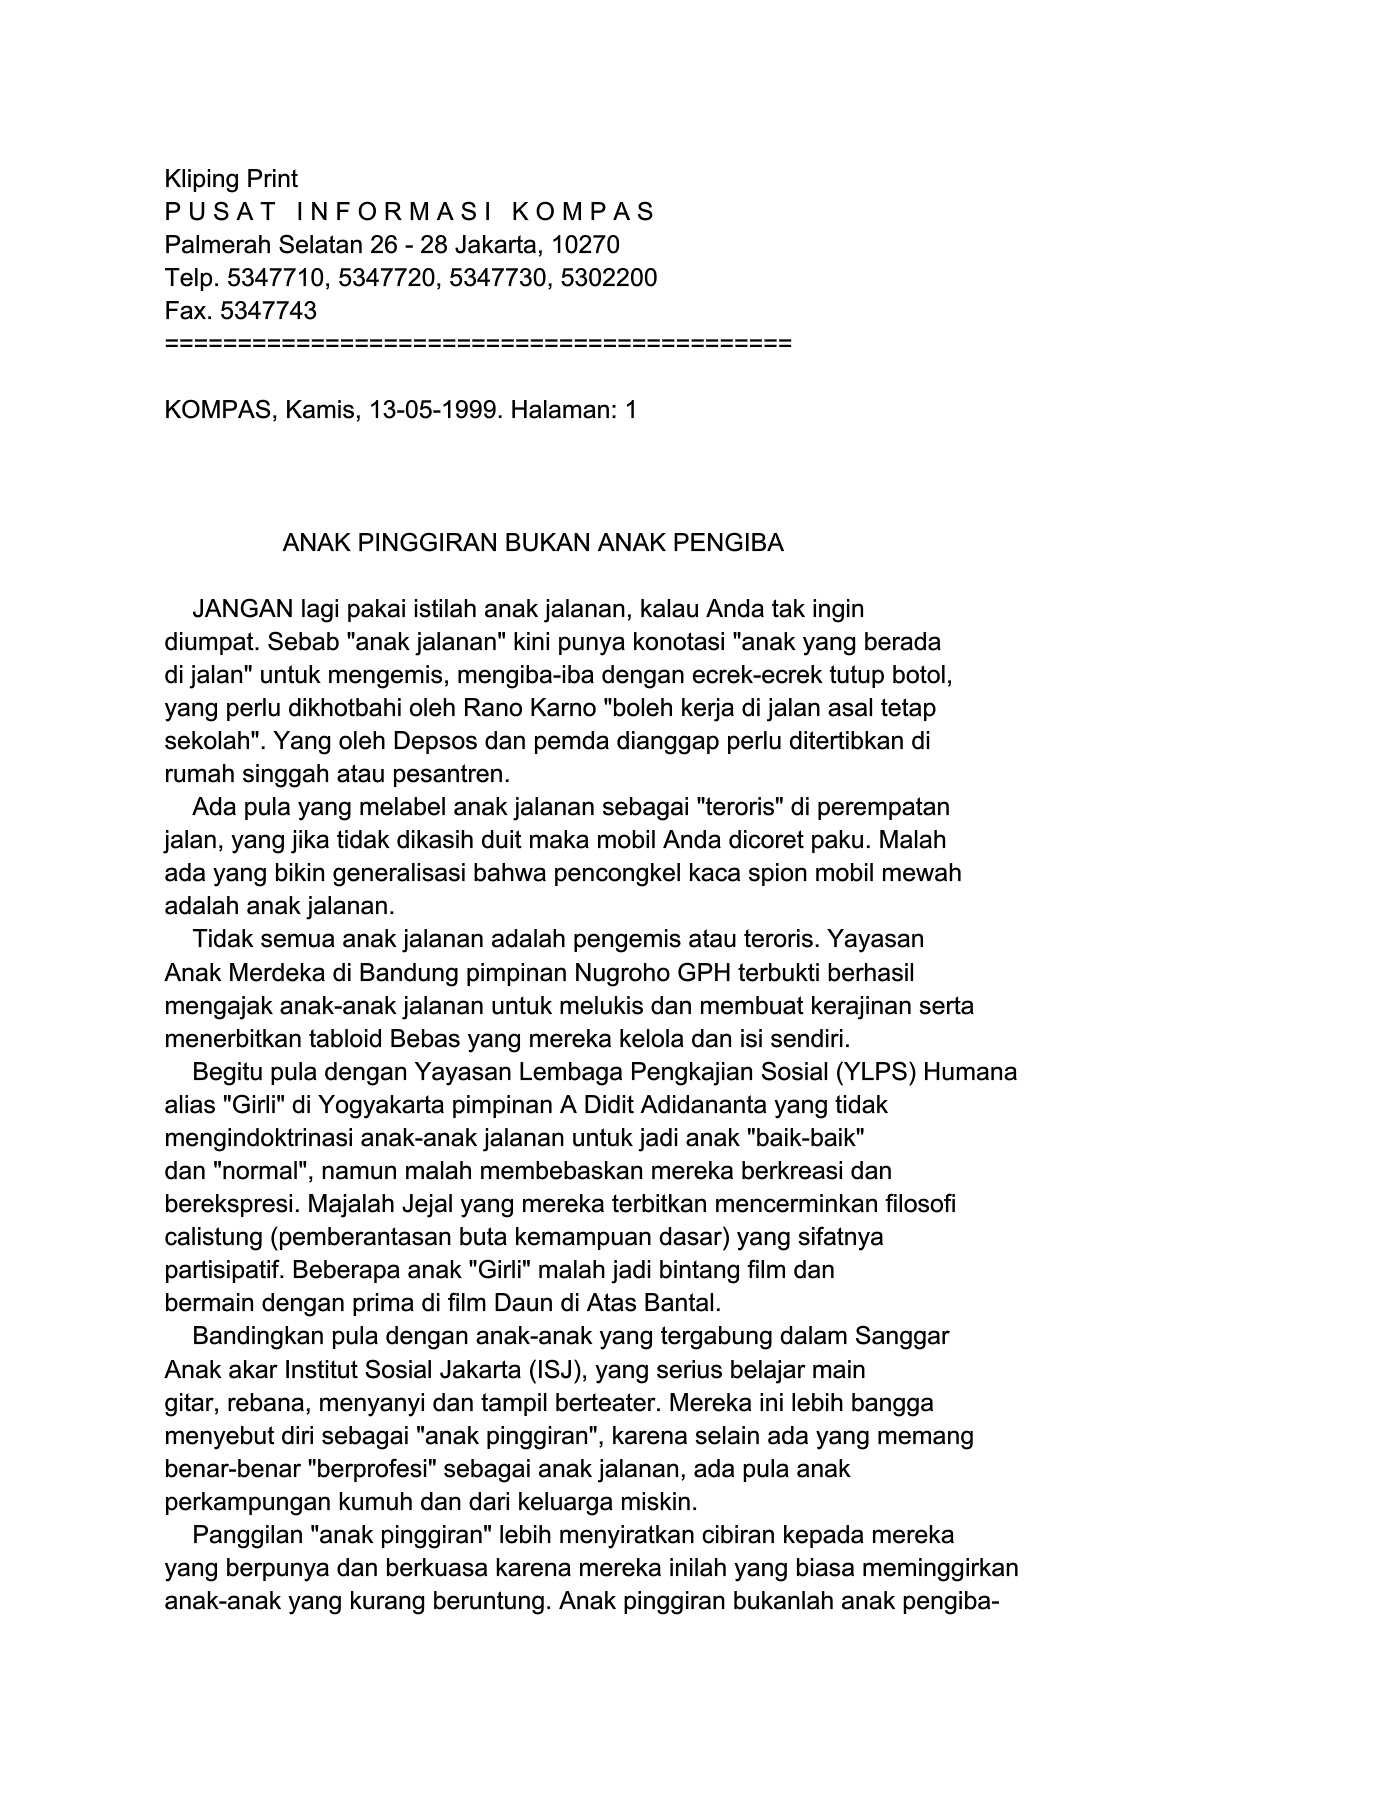 Kliping Print
P U S A T I N F O R M A S I K O M P A S
Palmerah Selatan 26 - 28 Jakarta, 10270
Telp. 5347710, 5347720, 5347730, 5302200
Fax. 5347743
===========================================
KOMPAS, Kamis, 13-05-1999. Halaman: 1
ANAK PINGGIRAN BUKAN ANAK PENGIBA
JANGAN lagi pakai istilah anak jalanan, kalau Anda tak ingin
diumpat. Sebab "anak jalanan" kini punya konotasi "anak yang berada
di jalan" untuk mengemis, mengiba-iba dengan ecrek-ecrek tutup botol,
yang perlu dikhotbahi oleh Rano Karno "boleh kerja di jalan asal tetap
sekolah". Yang oleh Depsos dan pemda dianggap perlu ditertibkan di
rumah singgah atau pesantren.
Ada pula yang melabel anak jalanan sebagai "teroris" di perempatan
jalan, yang jika tidak dikasih duit maka mobil Anda dicoret paku. Malah
ada yang bikin generalisasi bahwa pencongkel kaca spion mobil mewah
adalah anak jalanan.
Tidak semua anak jalanan adalah pengemis atau teroris. Yayasan
Anak Merdeka di Bandung pimpinan Nugroho GPH terbukti berhasil
mengajak anak-anak jalanan untuk melukis dan membuat kerajinan serta
menerbitkan tabloid Bebas yang mereka kelola dan isi sendiri.
Begitu pula dengan Yayasan Lembaga Pengkajian Sosial (YLPS) Humana
alias "Girli" di Yogyakarta pimpinan A Didit Adidananta yang tidak
mengindoktrinasi anak-anak jalanan untuk jadi anak "baik-baik"
dan "normal", namun malah membebaskan mereka berkreasi dan
berekspresi. Majalah Jejal yang mereka terbitkan mencerminkan filosofi
calistung (pemberantasan buta kemampuan dasar) yang sifatnya
partisipatif. Beberapa anak "Girli" malah jadi bintang film dan
bermain dengan prima di film Daun di Atas Bantal.
Bandingkan pula dengan anak-anak yang tergabung dalam Sanggar
Anak akar Institut Sosial Jakarta (ISJ), yang serius belajar main
gitar, rebana, menyanyi dan tampil berteater. Mereka ini lebih bangga
menyebut diri sebagai "anak pinggiran", karena selain ada yang memang
benar-benar "berprofesi" sebagai anak jalanan, ada pula anak
perkampungan kumuh dan dari keluarga miskin.
Panggilan "anak pinggiran" lebih menyiratkan cibiran kepada mereka
yang berpunya dan berkuasa karena mereka inilah yang biasa meminggirkan
anak-anak yang kurang beruntung. Anak pinggiran bukanlah anak pengiba-